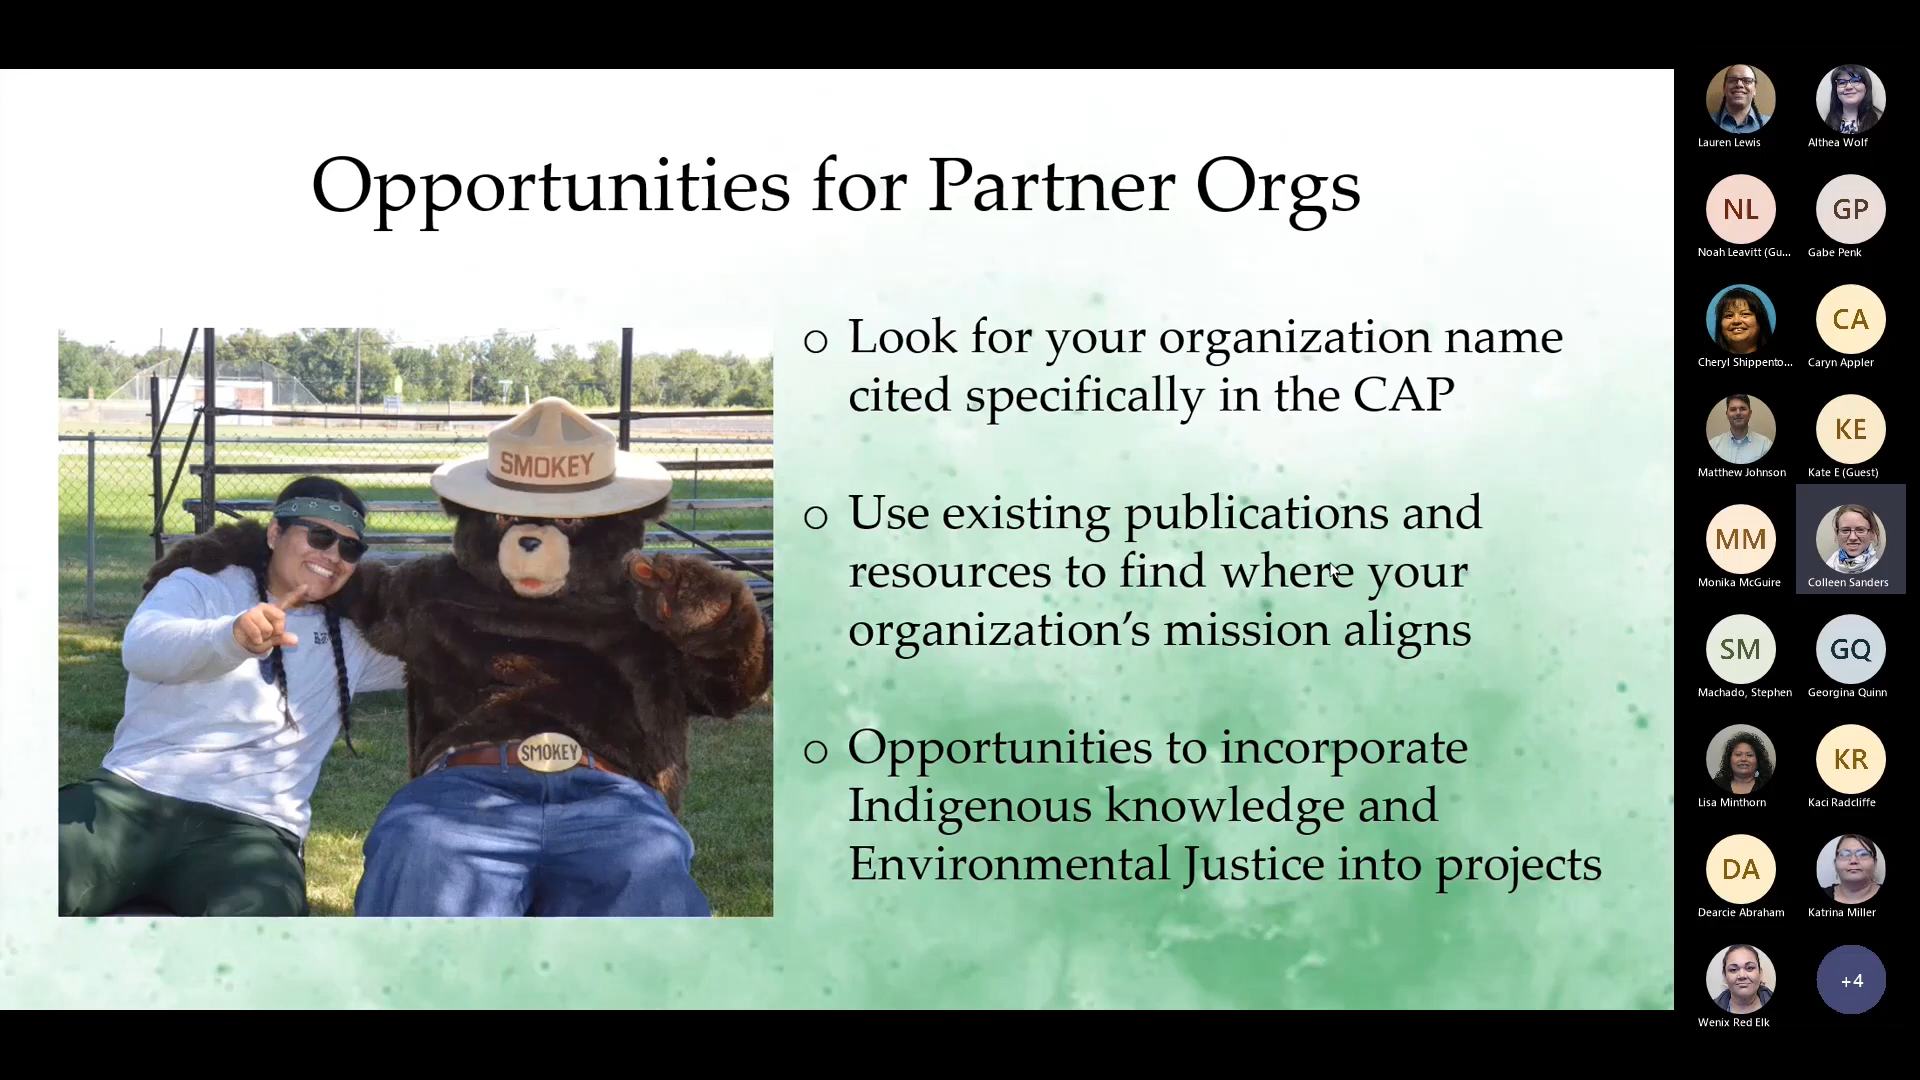 Opportunities for Partner Orgs
SMOKEY
SMOKEY
o Look for your organization name
cited specifically in the CAP
o Use existing publications and
resources to find where your
organization’s mission aligns
o Opportunities to incorporate
Indigenous knowledge and
Environmental Justice into projects
Lauren Lewis
Althea Wolf
NL
Noah Leavitt (Gu...
GP
Gabe Penk
Cheryl Shippento...
CA
Caryn Appler
Matthew Johnson
KE
Kate E (Guest)
MM
Monika McGuire
Colleen Sanders
SM
Machado, Stephen
GQ
Georgina Quinn
Lisa Minthorn
KR
Kaci Radcliffe
DA
Dearcie Abraham
Katrina Miller
Wenix Red Elk
+4